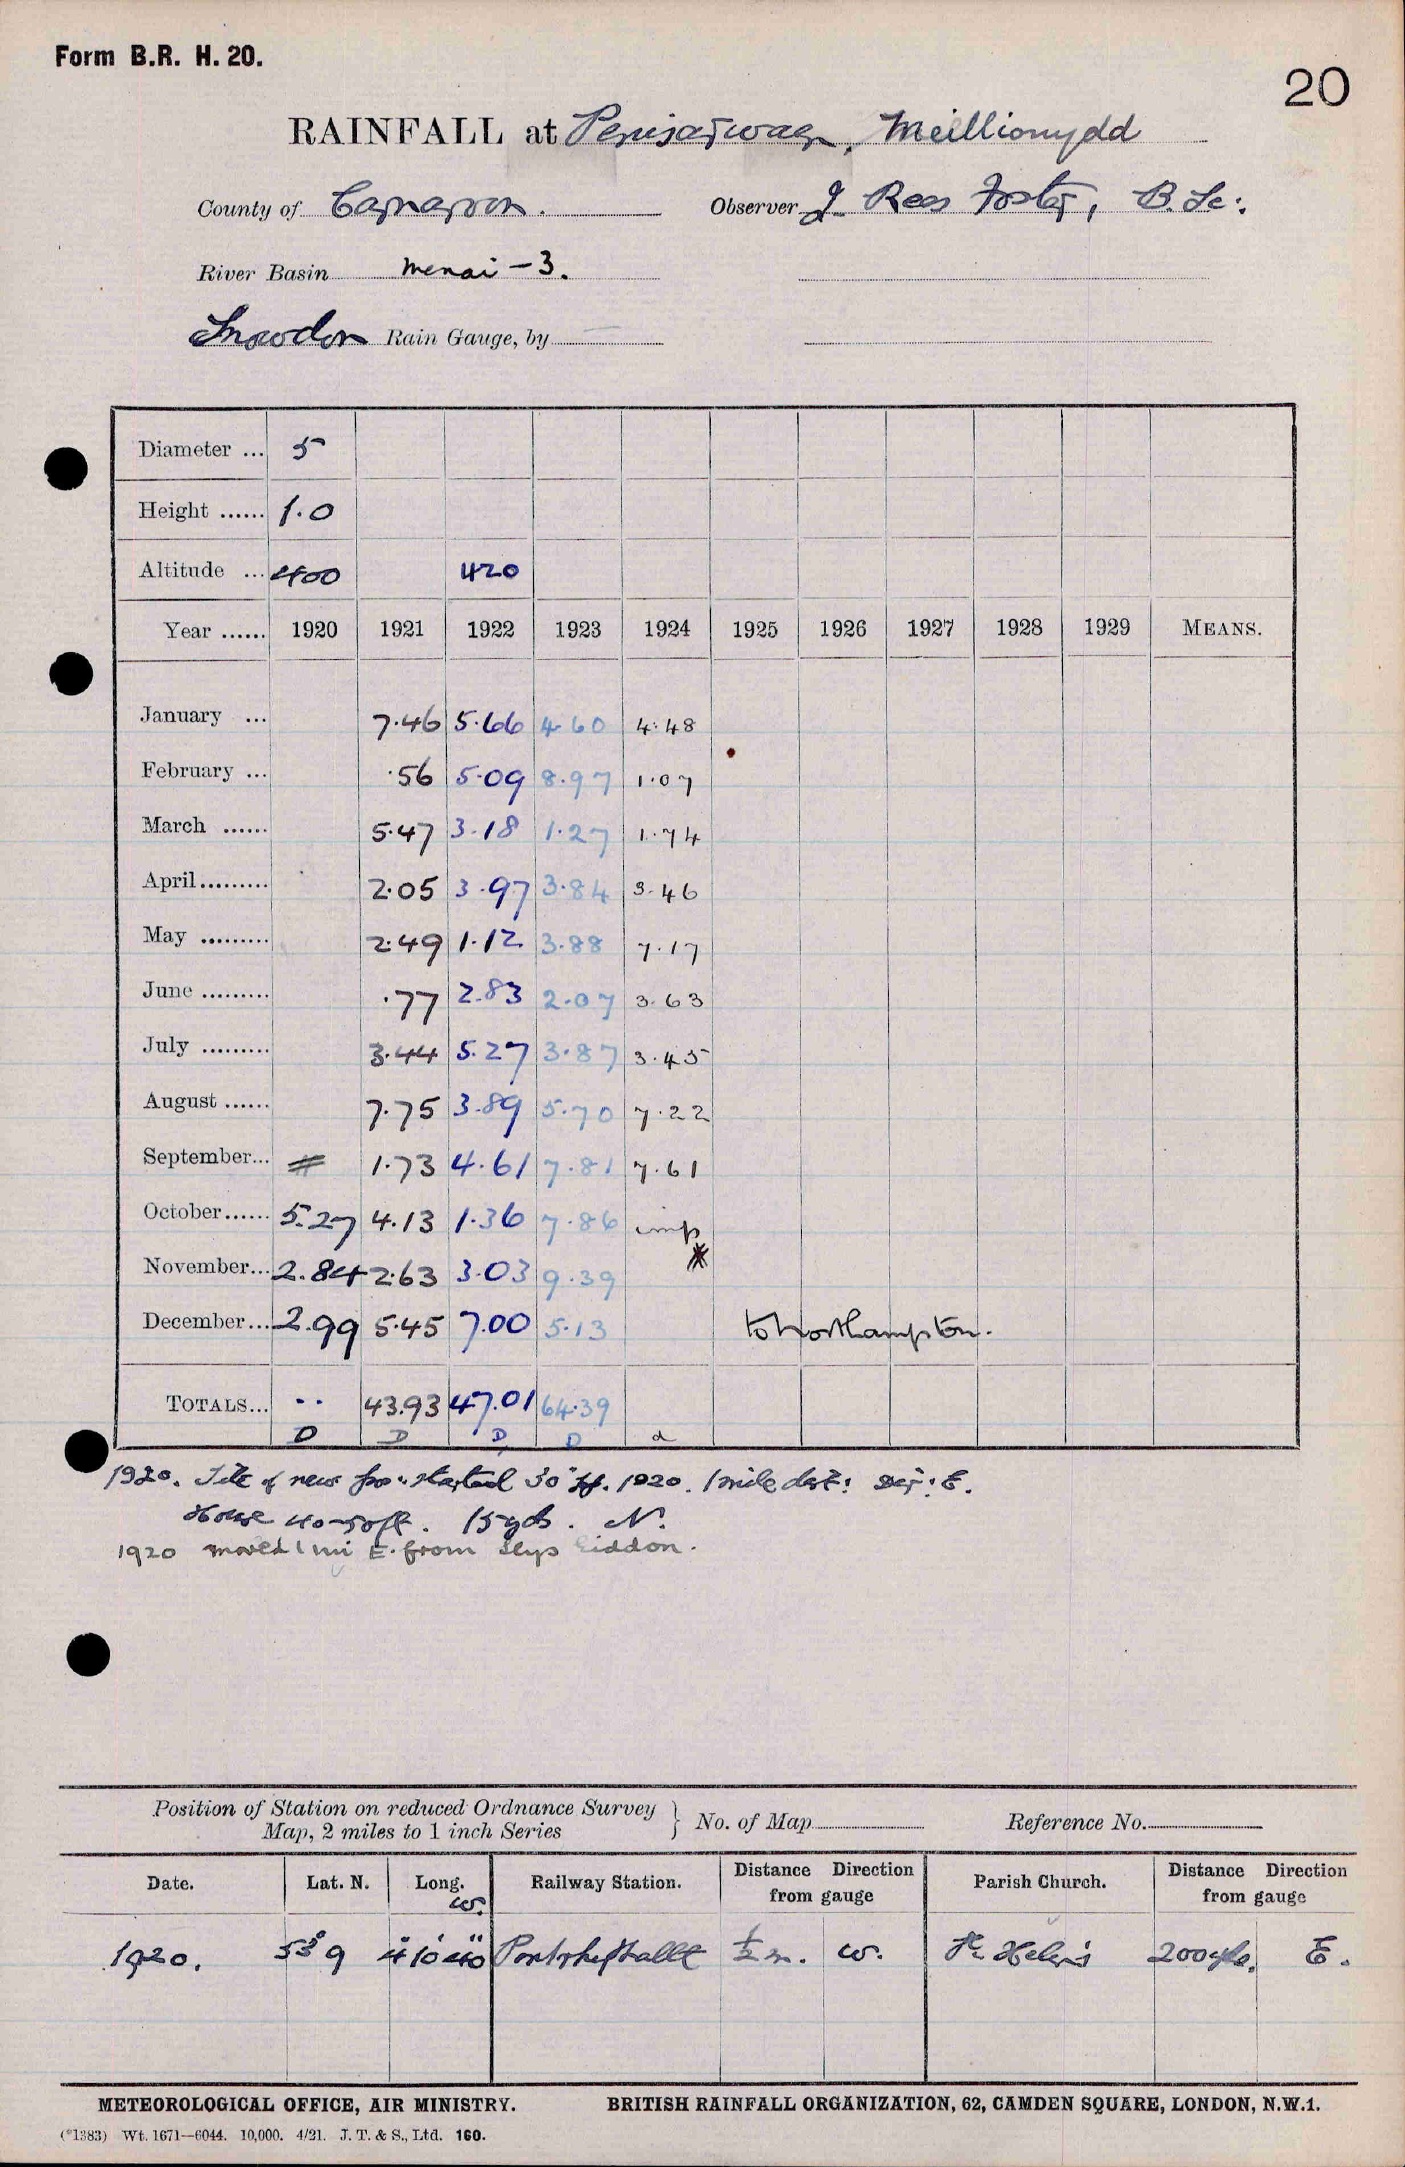 Form B.R. H. 20.
20
RAINFALL at Penisarwaen, Meillionydd
County of Carnarvon. Observer J. Rees Foster, B.Sc:
River Basin Menai - 3.
Snowdon Rain Gauge, by
Diameter ... 5
Height ...... 1.0
Altitude ... 400 420
Year ...... 1920 1921 1922 1923 1924 1925 1926 1927 1928 1929 MEANS.
January ... 7.46 5.66 4.60 4.48
February ... .56 5.09 8.97 1.07
March ...... 5.47 3.18 1.27 1.74
April......... 2.05 3.97 3.84 3.46
May ......... 2.49 1.12 3.88 7.17
June ......... .77 2.83 2.07 3.63
July ......... 3.44 5.27 3.87 3.45
August ...... 7.75 3.89 5.70 7.22
September... 1.73 4.61 7.81 7.61
October...... 5.27 4.13 1.36 7.86 imp
November... 2.84 2.63 3.03 9.39 *
December... 2.99 5.45 7.00 5.13 to Northampton.
TOTALS... .. 43.93 47.01 64.39
D D D D d
1920. Site of new started 30 1920. 1 mile E.
House 40-50ft. 15yds. N.
1920 moved 1 mi E. from Llys Eiddon.
Position of Station on reduced Ordnance Survey Map, 2 miles to 1 inch Series } No. of Map Reference No.
Date. Lat. N. Long. W. Railway Station. Distance Direction from gauge Parish Church. Distance Direction from gauge
1920. 53° 9 4° 10' 40" ½ m. W. St. Helen's 200 yds. E.
METEOROLOGICAL OFFICE, AIR MINISTRY. BRITISH RAINFALL ORGANIZATION, 62, CAMDEN SQUARE, LONDON, N.W.1.
(*1383) Wt. 1671—6044. 10,000. 4/21. J. T. & S., Ltd. 160.